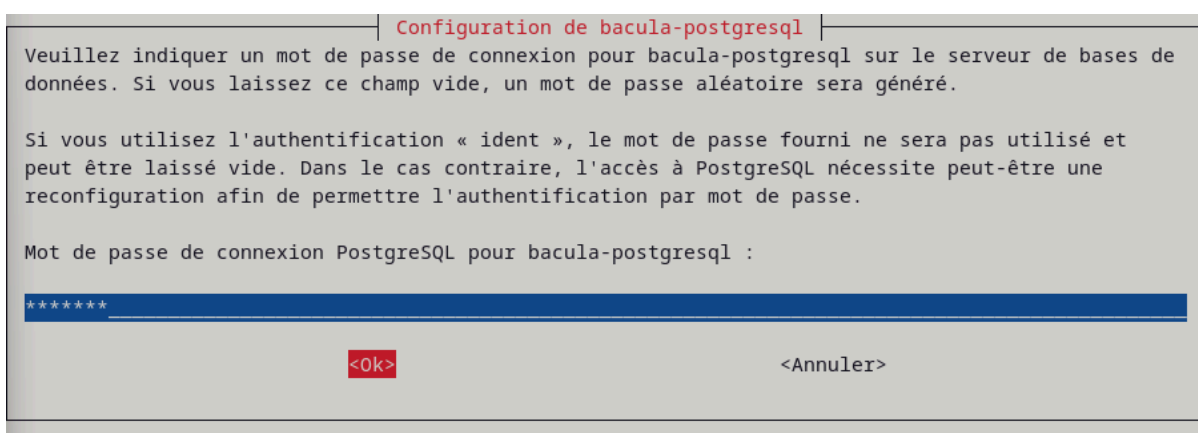 Configuration de bacula-postgresql
Veuillez indiquer un mot de passe de connexion pour bacula-postgresql sur le serveur de bases de
données. Si vous laissez ce champ vide, un mot de passe aléatoire sera généré.
Si vous utilisez l'authentification « ident », le mot de passe fourni ne sera pas utilisé et
peut être laissé vide. Dans le cas contraire, l'accès à PostgreSQL nécessite peut-être une
reconfiguration afin de permettre l'authentification par mot de passe.
Mot de passe de connexion PostgreSQL pour bacula-postgresql :
*******
<Ok> <Annuler>